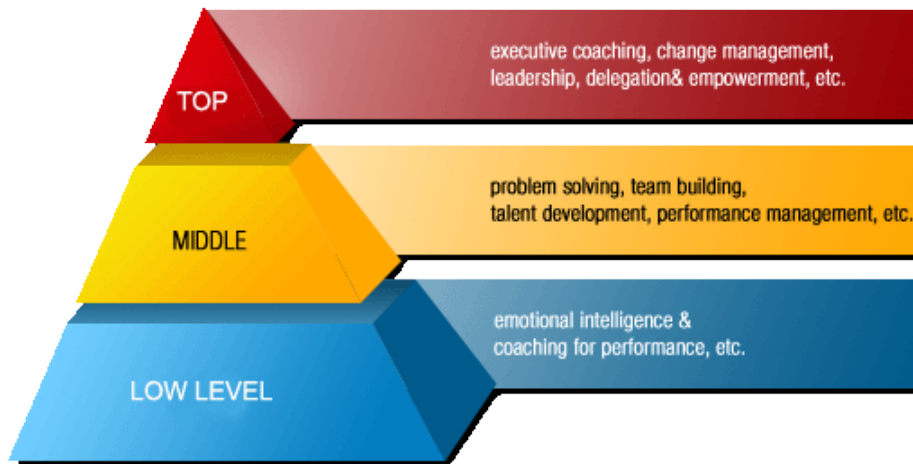 TOP
executive coaching, change management,
leadership, delegation& empowerment, etc.
MIDDLE
problem solving, team building,
talent development, performance management, etc.
LOW LEVEL
emotional intelligence &
coaching for performance, etc.